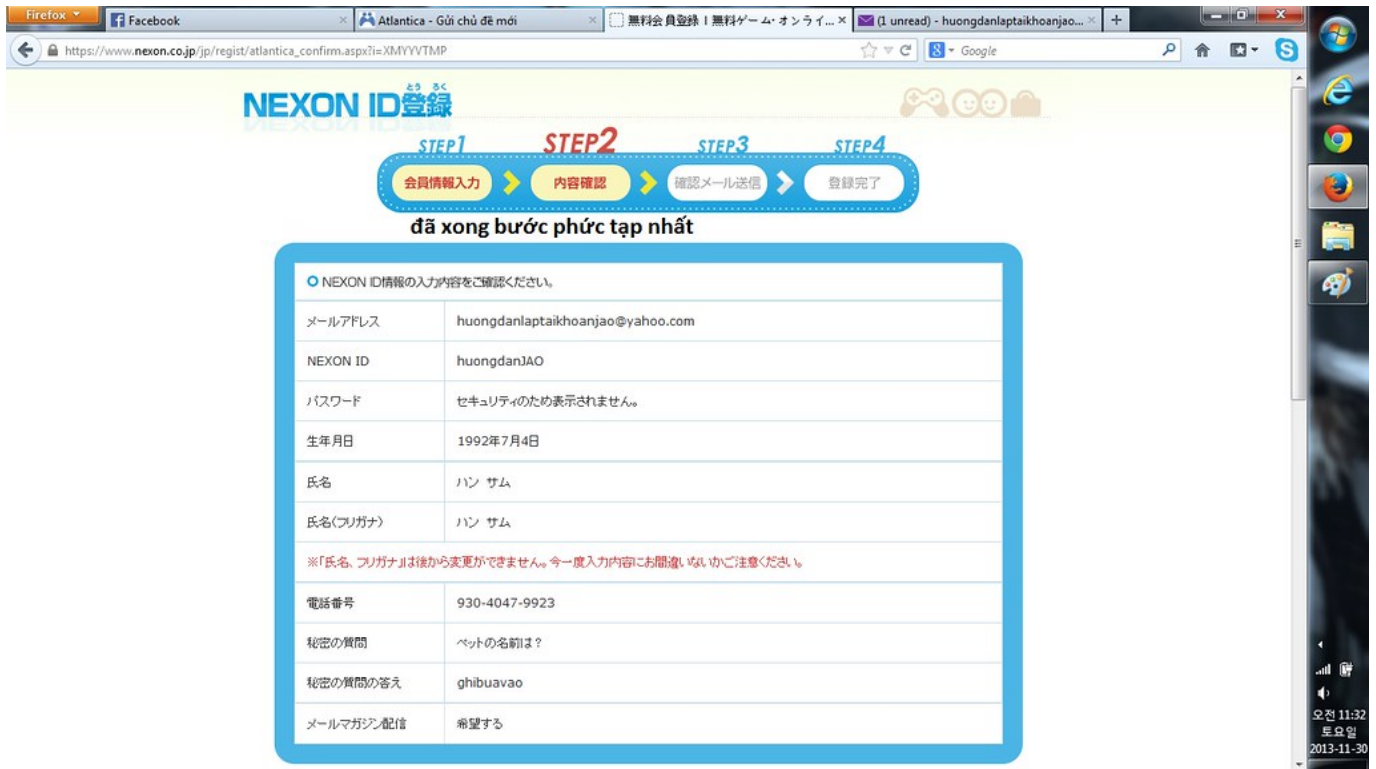 Firefox
Facebook
Atlantica - Gửi chủ đề mới
無料会員登録 | 無料ゲーム・オンライ...
(1 unread) - huongdanlaptaikhoanjao...
https://www.nexon.co.jp/jp/regist/atlantica_confirm.aspx?i=XMYYVTMP
Google
とう ろく
NEXON ID登録
STEP1 STEP2 STEP3 STEP4
会員情報入力 内容確認 確認メール送信 登録完了
đã xong bước phức tạp nhất
NEXON ID情報の入力内容をご確認ください。
メールアドレス huongdanlaptaikhoanjao@yahoo.com
NEXON ID huongdanJAO
パスワード セキュリティのため表示されません。
生年月日 1992年7月4日
氏名 ハン サム
氏名(フリガナ) ハン サム
※「氏名、フリガナ」は後から変更ができません。今一度入力内容にお間違いないかご注意ください。
電話番号 930-4047-9923
秘密の質問 ペットの名前は?
秘密の質問の答え ghibuavao
メールマガジン配信 希望する
오전 11:32
토요일
2013-11-30